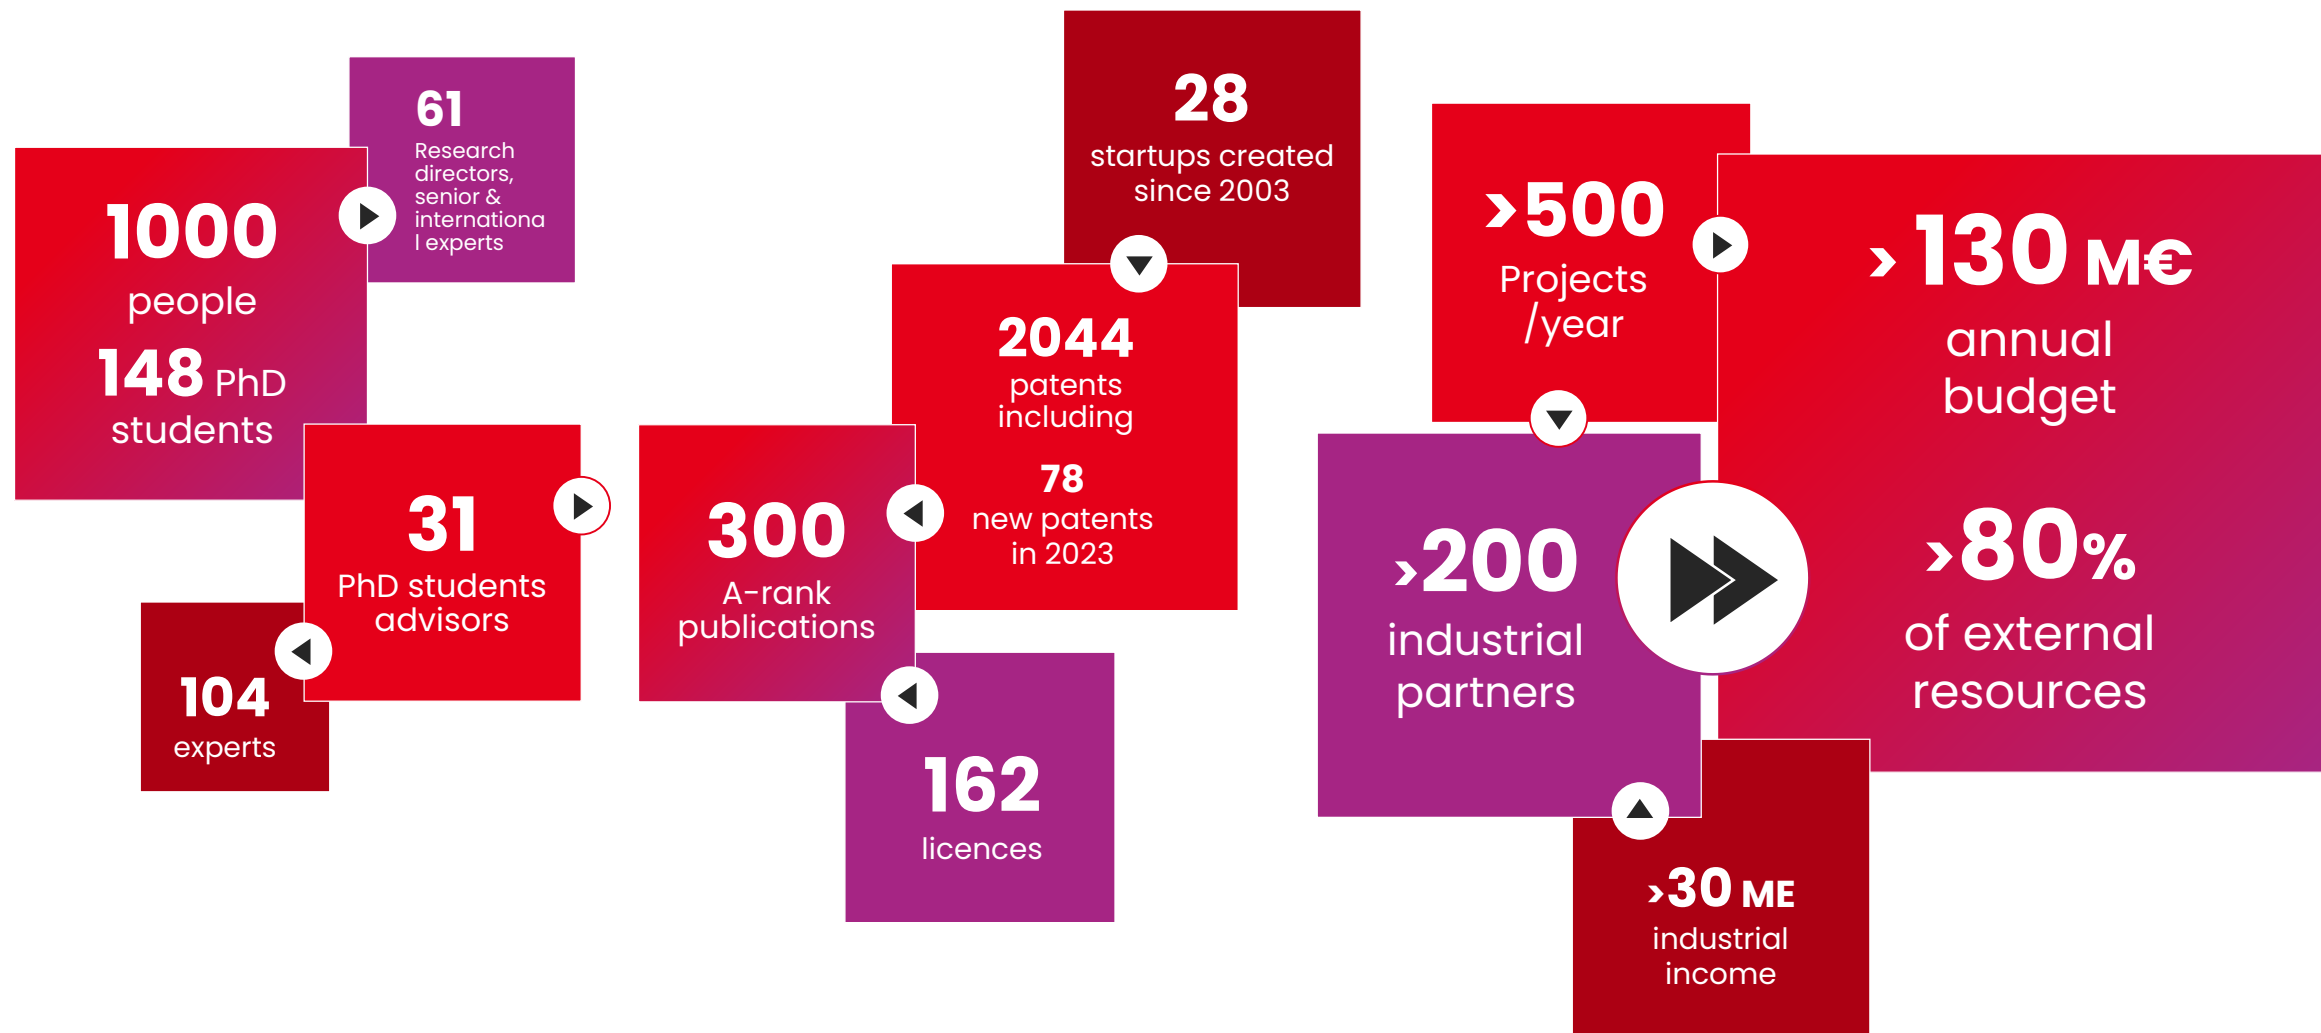 61
Research
directors,
senior &
internationa
l experts
1000
people
148 PhD
students
31
PhD students
advisors
104
experts
28
startups created
since 2003
2044
patents
including
78
new patents
in 2023
300
A-rank
publications
162
licences
>500
Projects
/year
> 130 M€
annual
budget
>80%
of external
resources
>200
industrial
partners
>30 ME
industrial
income